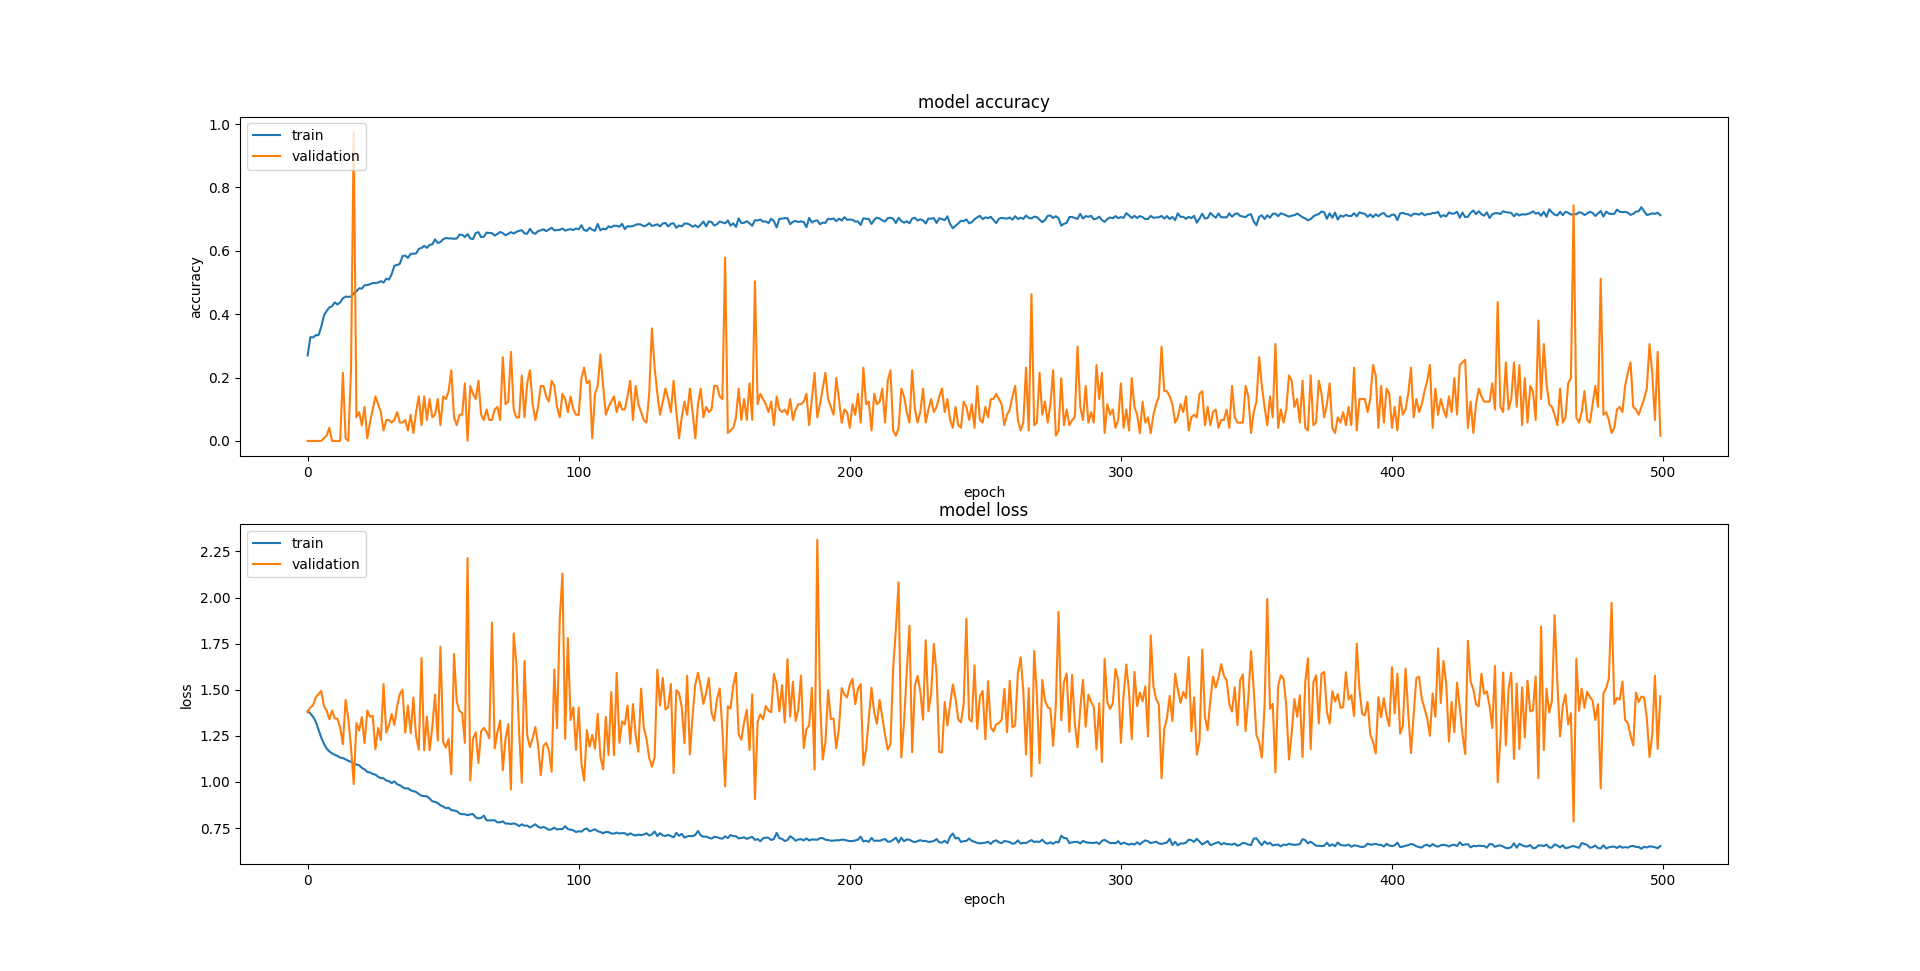 model accuracy
train
validation
1.0
0.8
0.6
0.4
0.2
0.0
accuracy
0 100 200 300 400 500
epoch
model loss
train
validation
2.25
2.00
1.75
1.50
1.25
1.00
0.75
loss
0 100 200 300 400 500
epoch